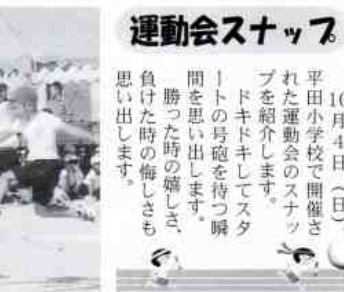 運動会スナップ
10月4日(日)、
平田小学校で開催さ
れた運動会のスナッ
プを紹介します。
ドキドキしてスタ
ートの号砲を待つ瞬
間を思い出します。
勝った時の嬉しさ、
負けた時の悔しさも
思い出します。